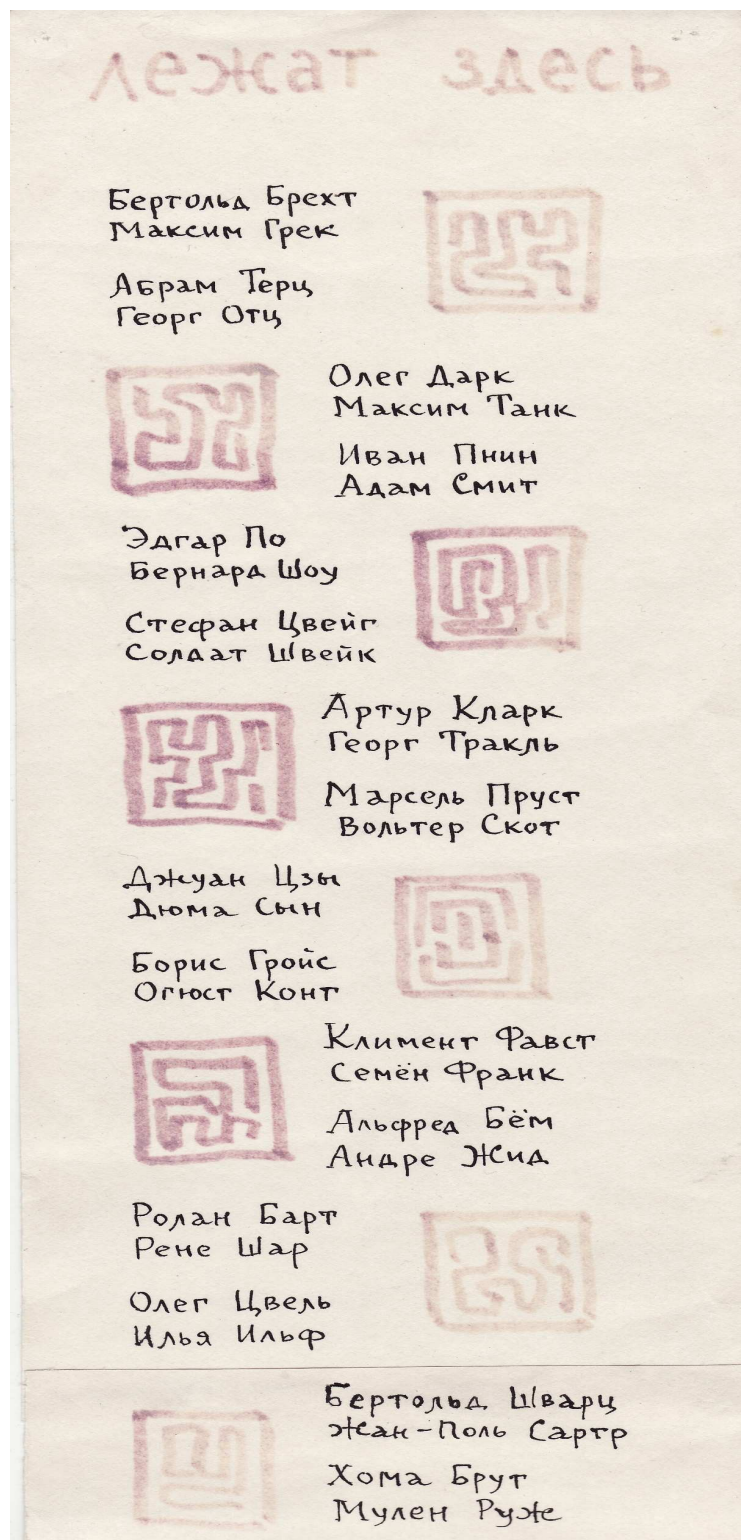 лежат здесь
Бертольд Брехт
Максим Грек
Абрам Терц
Георг Отц
Олег Дарк
Максим Танк
Иван Пнин
Адам Смит
Эдгар По
Бернард Шоу
Стефан Цвейг
Солдат Швейк
Артур Кларк
Георг Тракль
Марсель Пруст
Вольтер Скот
Джуан Цзы
Дюма Сын
Борис Гройс
Огюст Конт
Климент Фавст
Семён Франк
Альфред Бём
Андре Жид
Ролан Барт
Рене Шар
Олег Цвель
Илья Ильф
Бертольд Шварц
Жан-Поль Сартр
Хома Брут
Мулен Руж